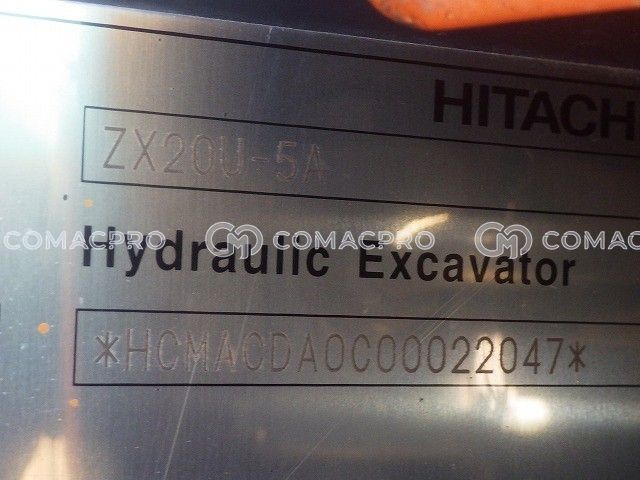 HITACH
ZX20U-5A
Hydraulic Excavator
COMACPRO COMACPRO COMACPRO
*HCMACDA0C00022047*